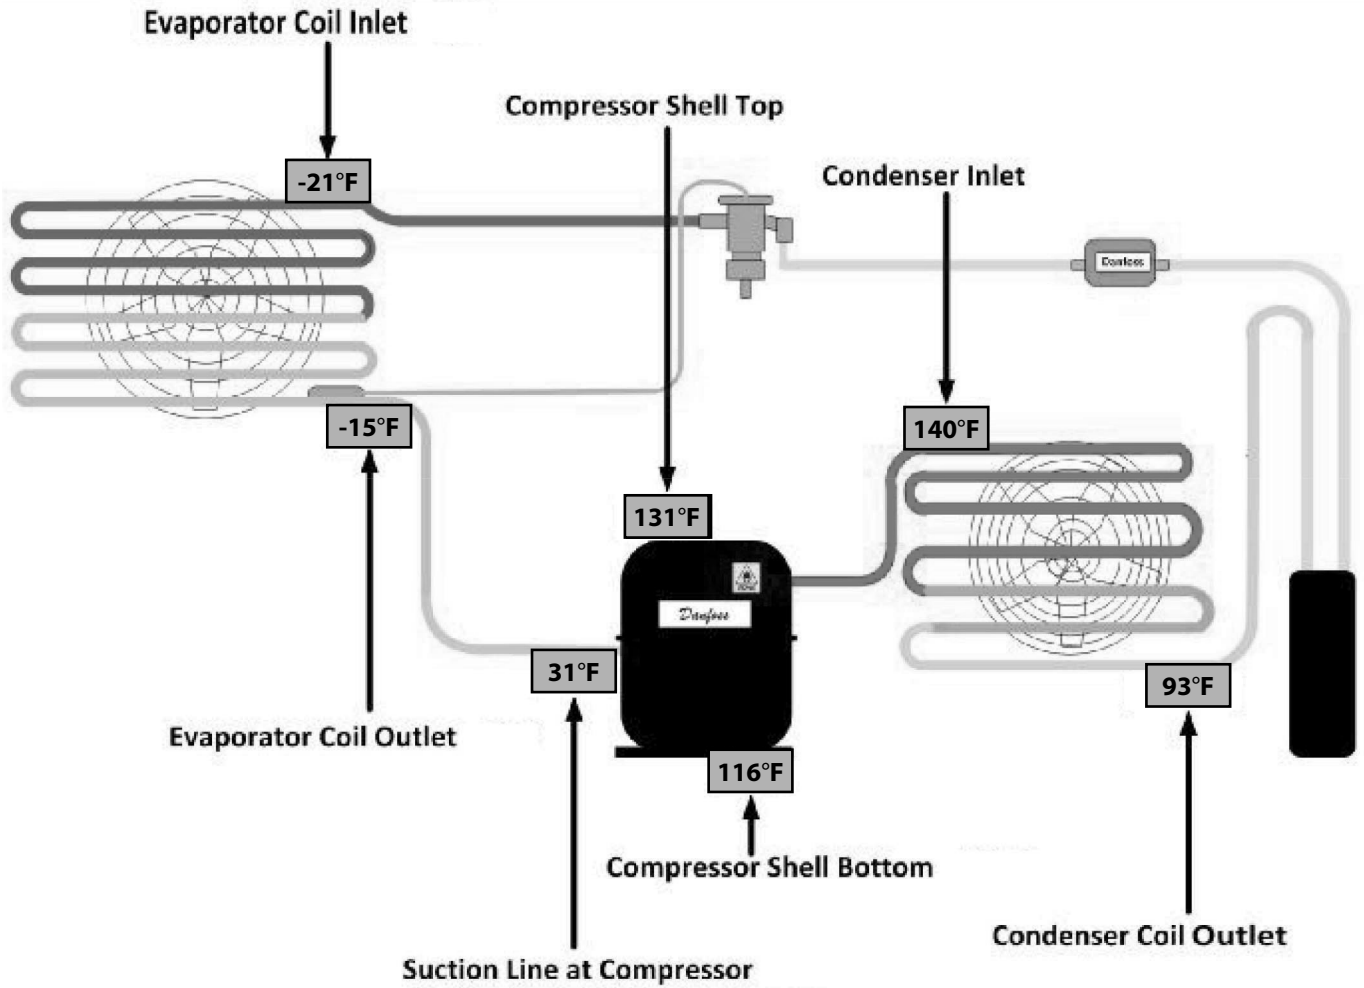 Evaporator Coil Inlet
Compressor Shell Top
-21°F
Condenser Inlet
Danfoss
-15°F
140°F
131°F
Danfoss
31°F
93°F
Evaporator Coil Outlet
116°F
Compressor Shell Bottom
Condenser Coil Outlet
Suction Line at Compressor